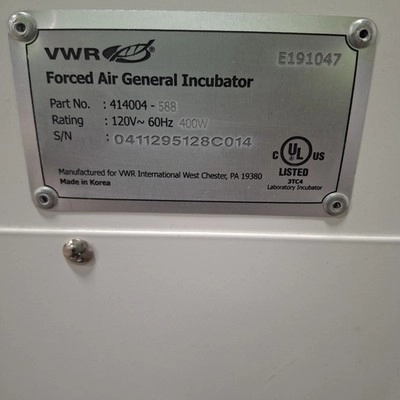 VWR
E191047
Forced Air General Incubator
Part No. : 414004 - 588
Rating : 120V~ 60Hz 400W
S/N : 0411295128C014
C UL US
LISTED
3TC4
Laboratory Incubator
Manufactured for VWR International West Chester, PA 19380
Made in Korea